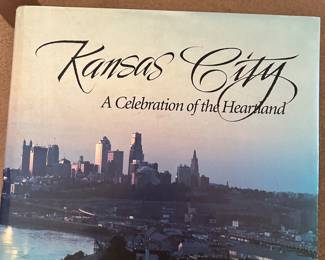 Kansas City
A Celebration of the Heartland